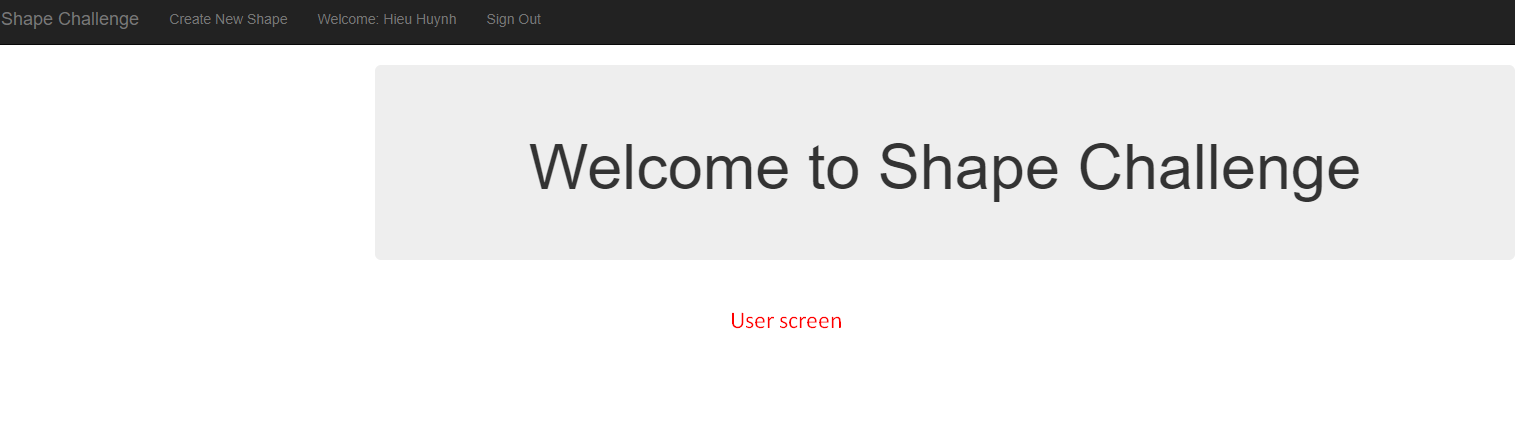 Shape Challenge Create New Shape Welcome: Hieu Huynh Sign Out
Welcome to Shape Challenge
User screen